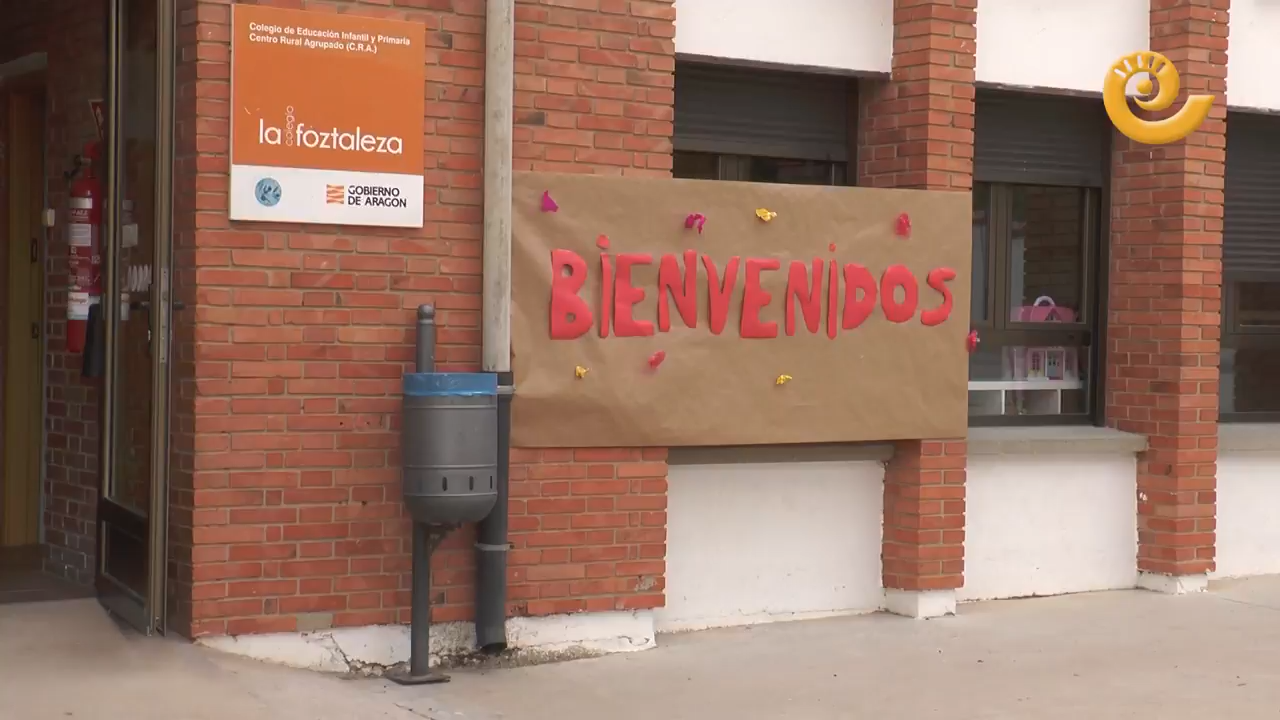 Colegio de Educación Infantil y Primaria
Centro Rural Agrupado (C.R.A.)
la colegio foztaleza
GOBIERNO
DE ARAGON
BIENVENIDOS